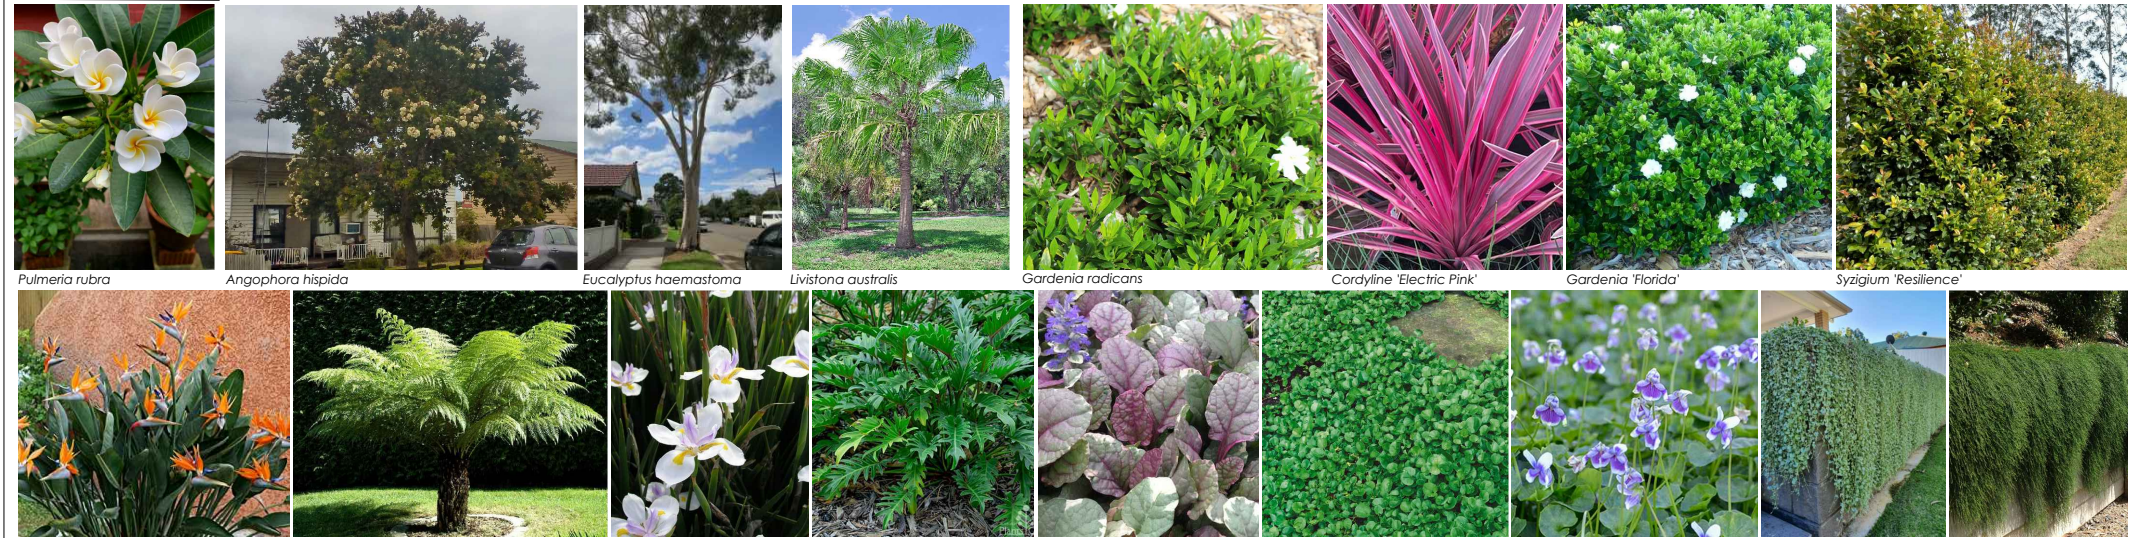 Pulmeria rubra
Angophora hispida
Eucalyptus haemastoma
Livistona australis
Gardenia radicans
Cordyline 'Electric Pink'
Gardenia 'Florida'
Syzigium 'Resilience'